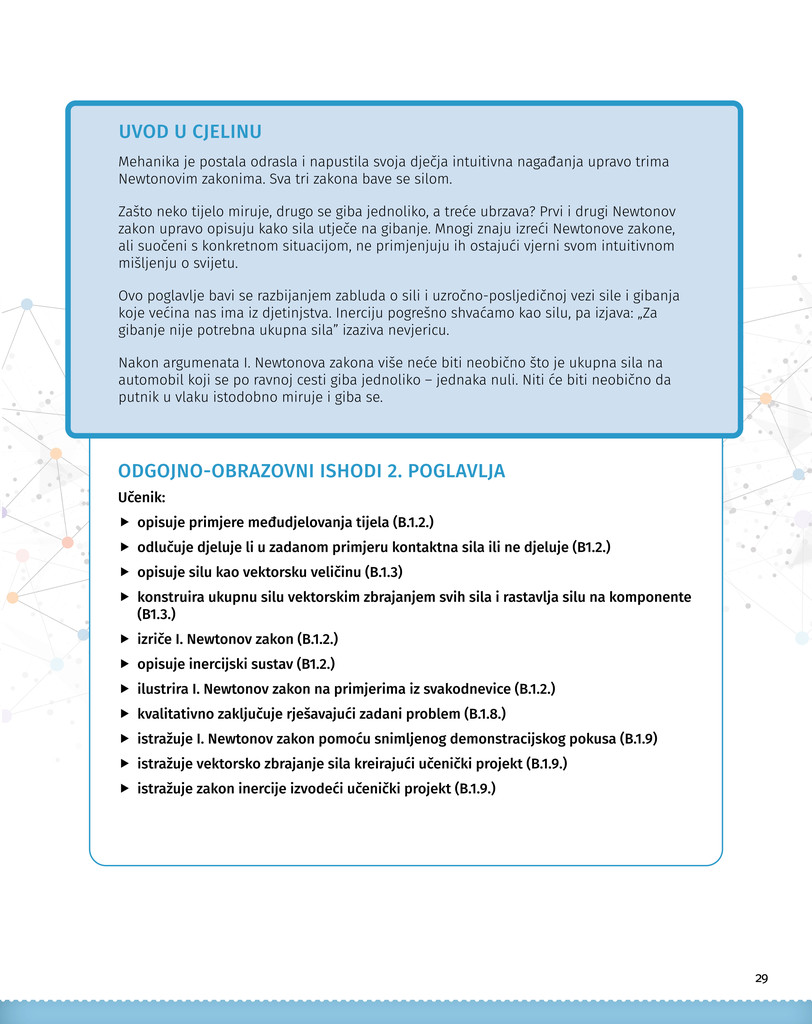 UVOD U CJELINU
Mehanika je postala odrasla i napustila svoja dječja intuitivna nagađanja upravo trima
Newtonovim zakonima. Sva tri zakona bave se silom.
Zašto neko tijelo miruje, drugo se giba jednoliko, a treće ubrzava? Prvi i drugi Newtonov
zakon upravo opisuju kako sila utječe na gibanje. Mnogi znaju izreći Newtonove zakone,
ali suočeni s konkretnom situacijom, ne primjenjuju ih ostajući vjerni svom intuitivnom
mišljenju o svijetu.
Ovo poglavlje bavi se razbijanjem zabluda o sili i uzročno-posljedičnoj vezi sile i gibanja
koje većina nas ima iz djetinjstva. Inerciju pogrešno shvaćamo kao silu, pa izjava: „Za
gibanje nije potrebna ukupna sila” izaziva nevjericu.
Nakon argumenata I. Newtonova zakona više neće biti neobično što je ukupna sila na
automobil koji se po ravnoj cesti giba jednoliko – jednaka nuli. Niti će biti neobično da
putnik u vlaku istodobno miruje i giba se.
ODGOJNO-OBRAZOVNI ISHODI 2. POGLAVLJA
Učenik:
▶ opisuje primjere međudjelovanja tijela (B.1.2.)
▶ odlučuje djeluje li u zadanom primjeru kontaktna sila ili ne djeluje (B1.2.)
▶ opisuje silu kao vektorsku veličinu (B.1.3)
▶ konstruira ukupnu silu vektorskim zbrajanjem svih sila i rastavlja silu na komponente
(B1.3.)
▶ izriče I. Newtonov zakon (B.1.2.)
▶ opisuje inercijski sustav (B1.2.)
▶ ilustrira I. Newtonov zakon na primjerima iz svakodnevice (B.1.2.)
▶ kvalitativno zaključuje rješavajući zadani problem (B.1.8.)
▶ istražuje I. Newtonov zakon pomoću snimljenog demonstracijskog pokusa (B.1.9)
▶ istražuje vektorsko zbrajanje sila kreirajući učenički projekt (B.1.9.)
▶ istražuje zakon inercije izvodeći učenički projekt (B.1.9.)
29